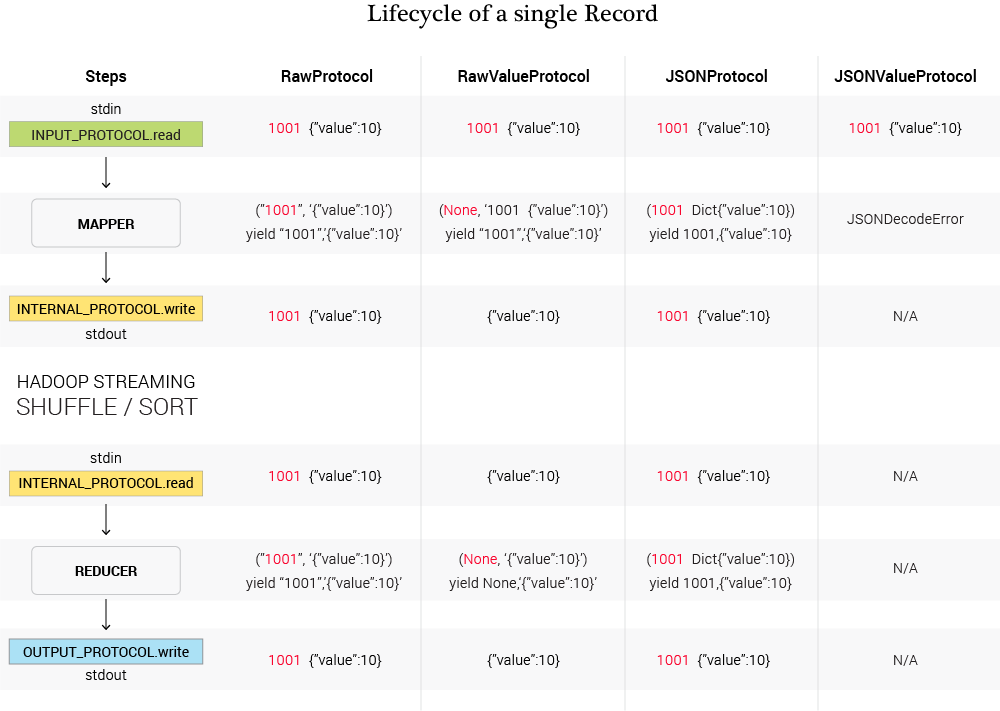 Lifecycle of a single Record
Steps RawProtocol RawValueProtocol JSONProtocol JSONValueProtocol
stdin
INPUT_PROTOCOL.read 1001 {”value”:10} 1001 {”value”:10} 1001 {”value”:10} 1001 {”value”:10}
MAPPER
(”1001”, ‘{”value”:10}’) (None, ‘1001 {”value”:10}’) (1001 Dict{”value”:10}) JSONDecodeError
yield “1001”,‘{”value”:10}’ yield “1001”,‘{”value”:10}’ yield 1001,{”value”:10}
INTERNAL_PROTOCOL.write 1001 {”value”:10} {”value”:10} 1001 {”value”:10} N/A
stdout
HADOOP STREAMING
SHUFFLE / SORT
stdin
INTERNAL_PROTOCOL.read 1001 {”value”:10} {”value”:10} 1001 {”value”:10} N/A
REDUCER
(”1001”, ‘{”value”:10}’) (None, ‘{”value”:10}’) (1001 Dict{”value”:10}) N/A
yield “1001”,‘{”value”:10}’ yield None,‘{”value”:10}’ yield 1001,{”value”:10}
OUTPUT_PROTOCOL.write 1001 {”value”:10} {”value”:10} 1001 {”value”:10} N/A
stdout